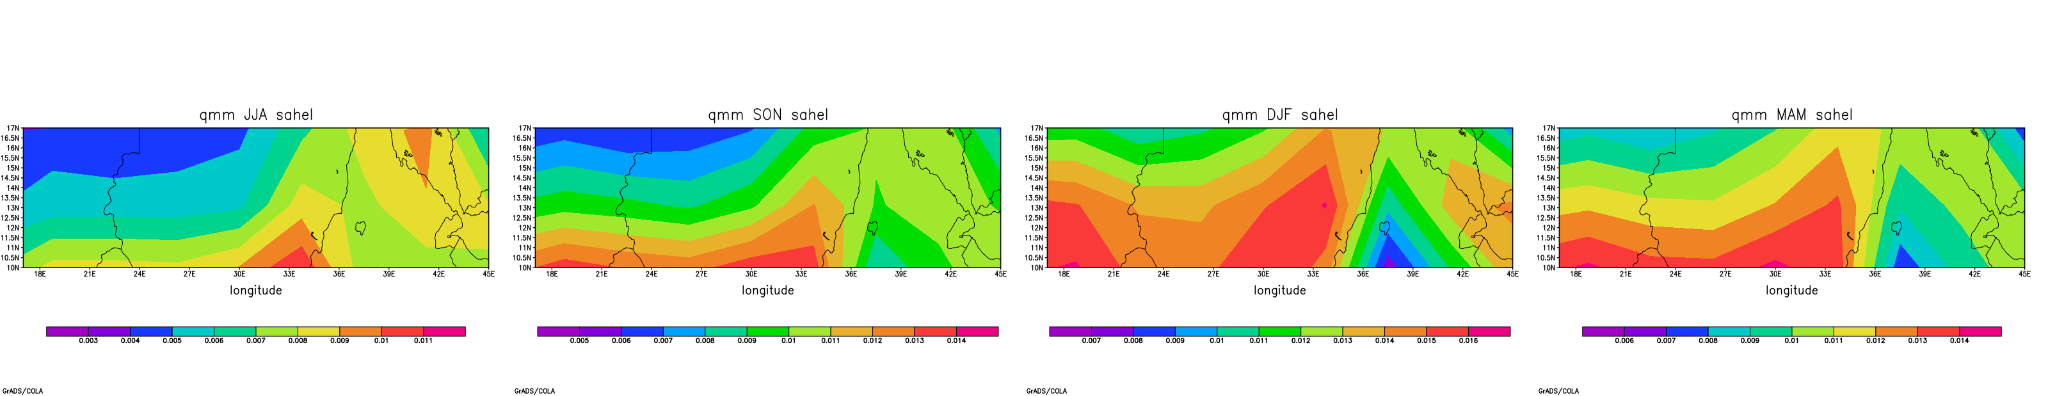 qmm JJA sahel
17N
16.5N
16N
15.5N
15N
14.5N
14N
13.5N
13N
12.5N
12N
11.5N
11N
10.5N
10N
18E 21E 24E 27E 30E 33E 36E 39E 42E 45E
longitude
0.003 0.004 0.005 0.006 0.007 0.008 0.009 0.01 0.011
GrADS/COLA
qmm SON sahel
17N
16.5N
16N
15.5N
15N
14.5N
14N
13.5N
13N
12.5N
12N
11.5N
11N
10.5N
10N
18E 21E 24E 27E 30E 33E 36E 39E 42E 45E
longitude
0.005 0.006 0.007 0.008 0.009 0.01 0.011 0.012 0.013 0.014
GrADS/COLA
qmm DJF sahel
17N
16.5N
16N
15.5N
15N
14.5N
14N
13.5N
13N
12.5N
12N
11.5N
11N
10.5N
10N
18E 21E 24E 27E 30E 33E 36E 39E 42E 45E
longitude
0.007 0.008 0.009 0.01 0.011 0.012 0.013 0.014 0.015 0.016
GrADS/COLA
qmm MAM sahel
17N
16.5N
16N
15.5N
15N
14.5N
14N
13.5N
13N
12.5N
12N
11.5N
11N
10.5N
10N
18E 21E 24E 27E 30E 33E 36E 39E 42E 45E
longitude
0.006 0.007 0.008 0.009 0.01 0.011 0.012 0.013 0.014
GrADS/COLA